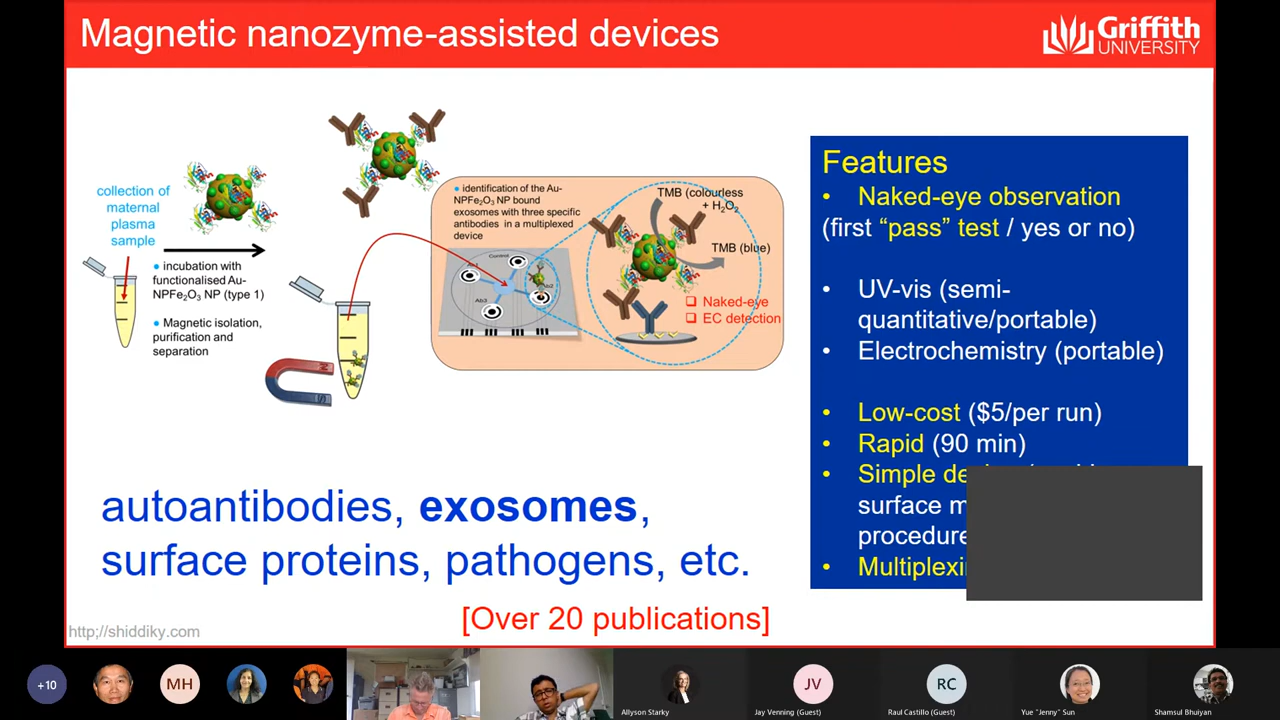 Magnetic nanozyme-assisted devices
Griffith
UNIVERSITY
collection of
maternal
plasma
sample
• incubation with
functionalised Au-
NPFe₂O₃ NP (type 1)
• Magnetic isolation,
purification and
separation
• identification of the Au-
NPFe₂O₃ NP bound
exosomes with three specific
antibodies in a multiplexed
device
Control
Ab2
Ab3
TMB (colourless
+ H₂O₂
TMB (blue)
❑ Naked-eye
❑ EC detection
Features
• Naked-eye observation
(first “pass” test / yes or no)
• UV-vis (semi-
quantitative/portable)
• Electrochemistry (portable)
• Low-cost ($5/per run)
• Rapid (90 min)
• Simple
surface
procedure
•
autoantibodies, exosomes,
surface proteins, pathogens, etc.
[Over 20 publications]
http://shiddiky.com
+10
MH
JV
RC
Allyson Starky
Jay Venning (Guest)
Raul Castillo (Guest)
Yue "Jenny" Sun
Shamsul Bhuiyan